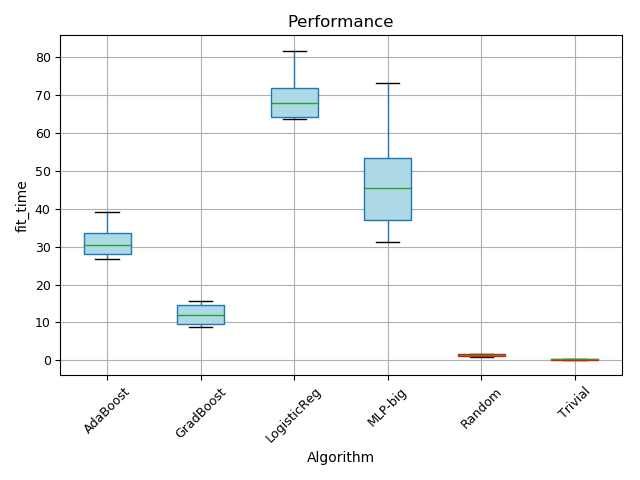 Performance
fit_time
80
70
60
50
40
30
20
10
0
AdaBoost
GradBoost
LogisticReg
MLP-big
Random
Trivial
Algorithm